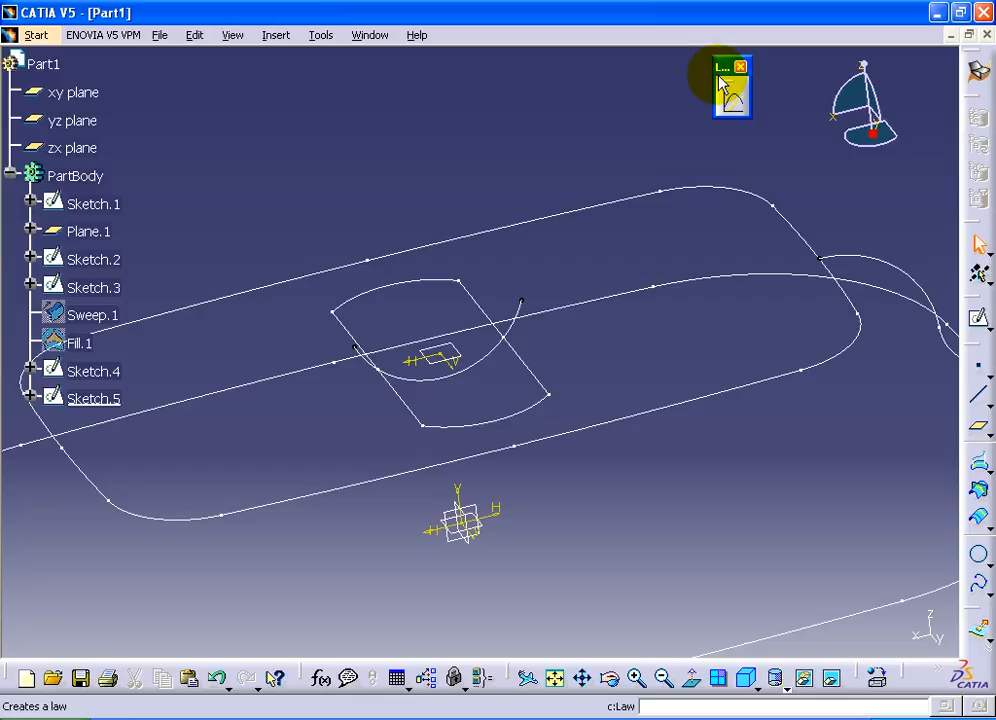 CATIA V5 - [Part1]
Start ENOVIA V5 VPM File Edit View Insert Tools Window Help
L...
Part1
xy plane
yz plane
zx plane
PartBody
Sketch.1
Plane.1
Sketch.2
Sketch.3
Sweep.1
Fill.1
Sketch.4
Sketch.5
z
x
y
H
V
V
H
z
x
y
f(x)
CATIA
Creates a law
c:Law